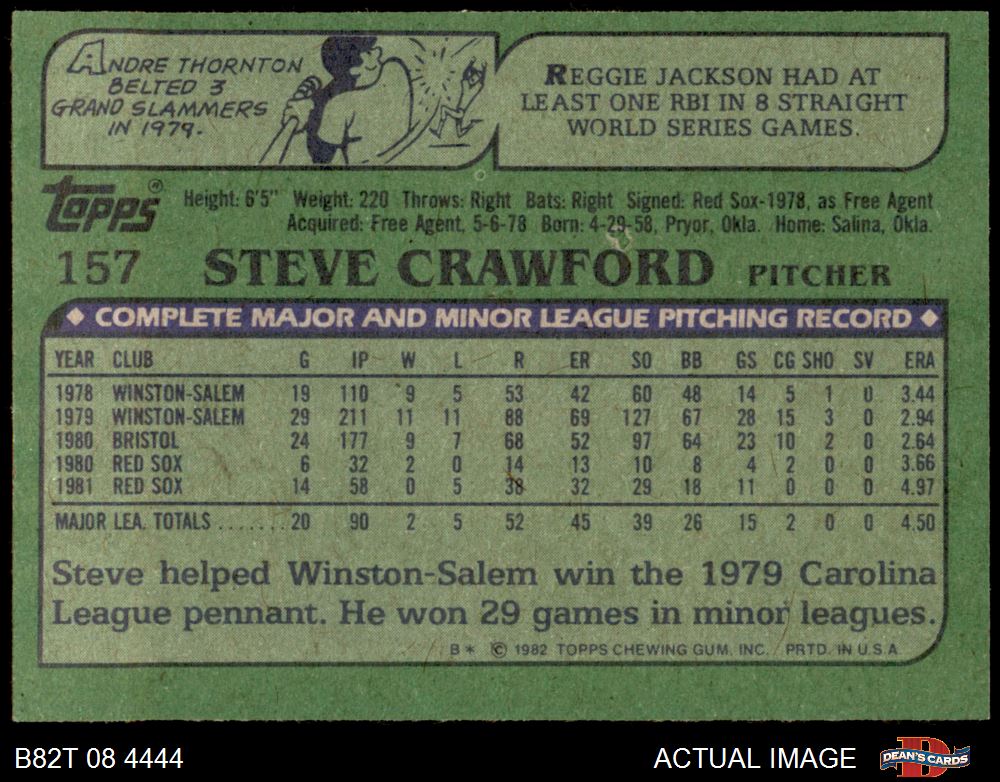 ANDRE THORNTON
BELTED 3
GRAND SLAMMERS
IN 1979.
REGGIE JACKSON HAD AT
LEAST ONE RBI IN 8 STRAIGHT
WORLD SERIES GAMES.
Topps®
Height: 6'5" Weight: 220 Throws: Right Bats: Right Signed: Red Sox-1978, as Free Agent
Acquired: Free Agent, 5-6-78 Born: 4-29-58, Pryor, Okla. Home: Salina, Okla.
157 STEVE CRAWFORD PITCHER
◆ COMPLETE MAJOR AND MINOR LEAGUE PITCHING RECORD ◆
YEAR CLUB G IP W L R ER SO BB GS CG SHO SV ERA
1978 WINSTON-SALEM 19 110 9 5 53 42 60 48 14 5 1 0 3.44
1979 WINSTON-SALEM 29 211 11 11 88 69 127 67 28 15 3 0 2.94
1980 BRISTOL 24 177 9 7 68 52 97 64 23 10 2 0 2.64
1980 RED SOX 6 32 2 0 14 13 10 8 4 2 0 0 3.66
1981 RED SOX 14 58 0 5 38 32 29 18 11 0 0 0 4.97
MAJOR LEA. TOTALS ....... 20 90 2 5 52 45 39 26 15 2 0 0 4.50
Steve helped Winston-Salem win the 1979 Carolina
League pennant. He won 29 games in minor leagues.
B* © 1982 TOPPS CHEWING GUM, INC. PRTD. IN U.S.A.
B82T 08 4444 ACTUAL IMAGE DEAN'S CARDS